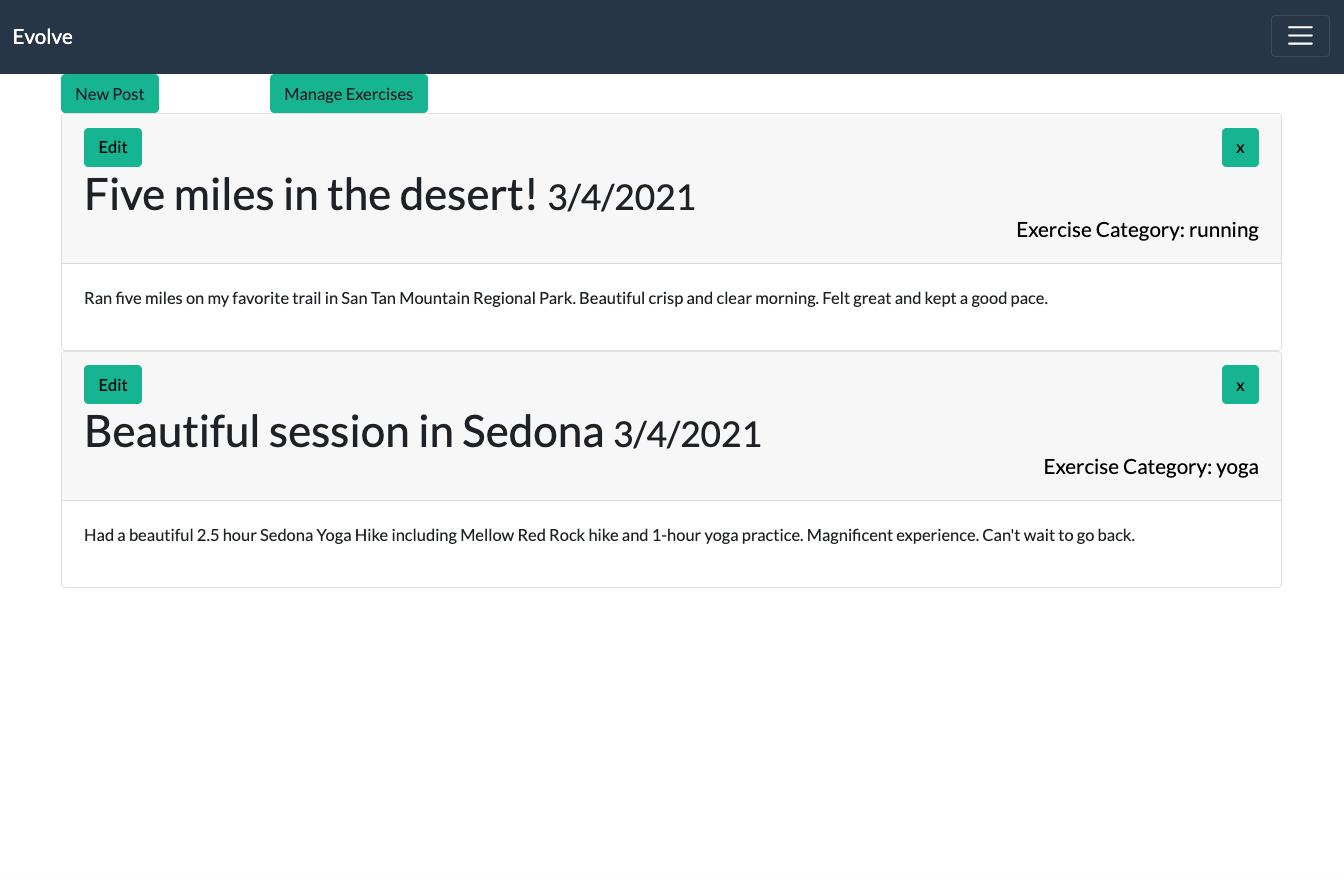 Evolve
New Post Manage Exercises
Edit x
Five miles in the desert! 3/4/2021
Exercise Category: running
Ran five miles on my favorite trail in San Tan Mountain Regional Park. Beautiful crisp and clear morning. Felt great and kept a good pace.
Edit x
Beautiful session in Sedona 3/4/2021
Exercise Category: yoga
Had a beautiful 2.5 hour Sedona Yoga Hike including Mellow Red Rock hike and 1-hour yoga practice. Magnificent experience. Can't wait to go back.